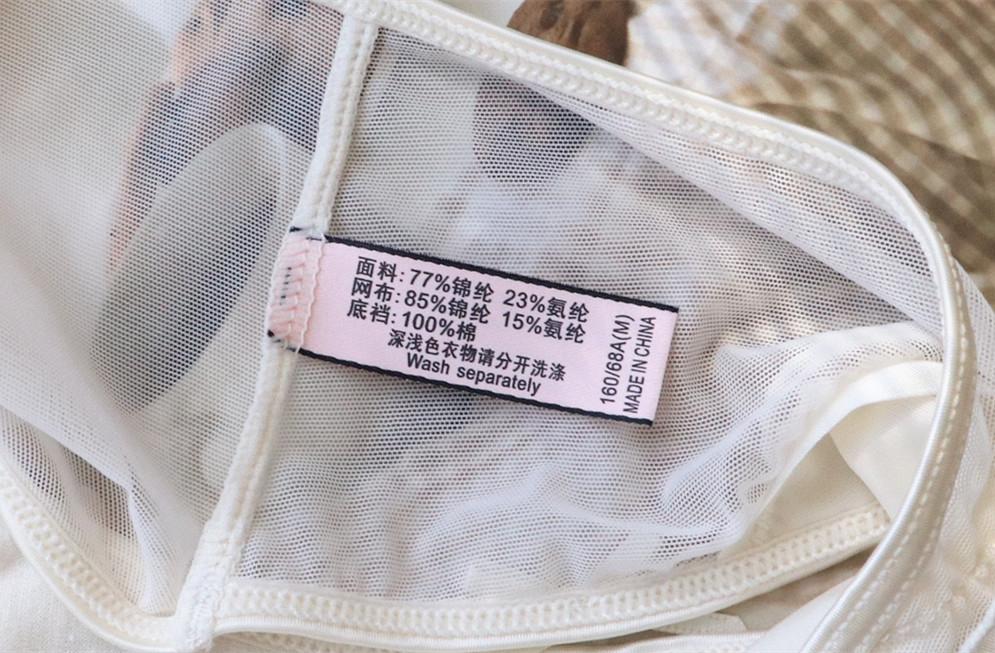 面料:77%锦纶 23%氨纶
网布:85%锦纶 15%氨纶
底裆:100%棉
深浅色衣物请分开洗涤
Wash separately
160/68A(M)
MADE IN CHINA